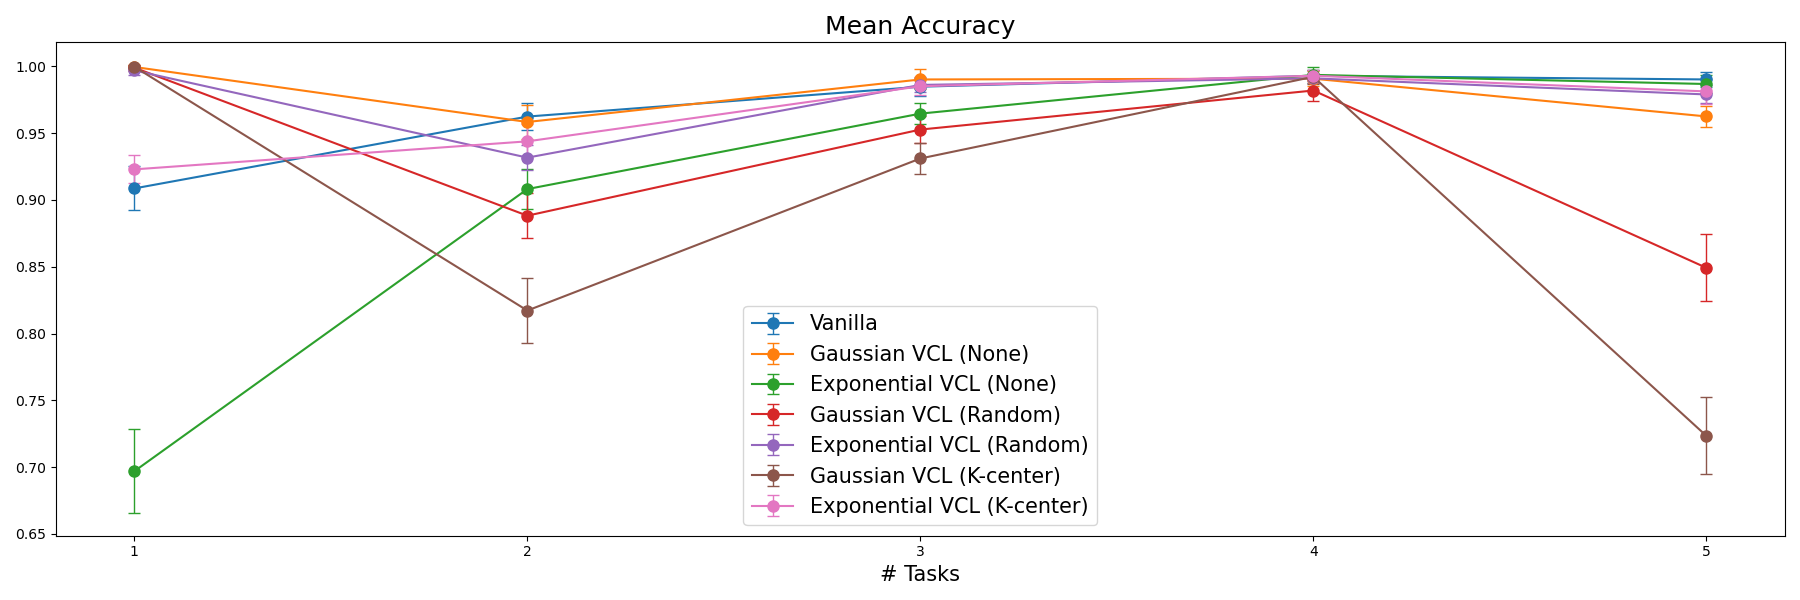 Mean Accuracy
1.00
0.95
0.90
0.85
0.80
0.75
0.70
0.65
Vanilla
Gaussian VCL (None)
Exponential VCL (None)
Gaussian VCL (Random)
Exponential VCL (Random)
Gaussian VCL (K-center)
Exponential VCL (K-center)
1 2 3 4 5
# Tasks